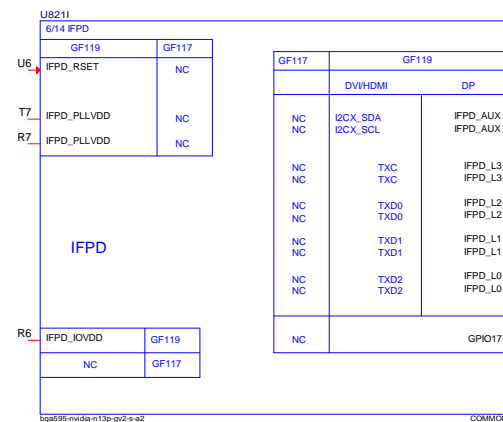 U821I
6/14 IFPD
GF119 GF117
U6 IFPD_RSET NC
T7 IFPD_PLLVDD NC
R7 IFPD_PLLVDD NC
IFPD
R6 IFPD_IOVDD GF119
NC GF117
GF117 GF119
DVI/HDMI DP
NC I2CX_SDA IFPD_AUX
NC I2CX_SCL IFPD_AUX
NC TXC IFPD_L3
NC TXC IFPD_L3
NC TXD0 IFPD_L2
NC TXD0 IFPD_L2
NC TXD1 IFPD_L1
NC TXD1 IFPD_L1
NC TXD2 IFPD_L0
NC TXD2 IFPD_L0
NC GPIO17
bga595-nvidia-n13p-gv2-s-a2 COMMO